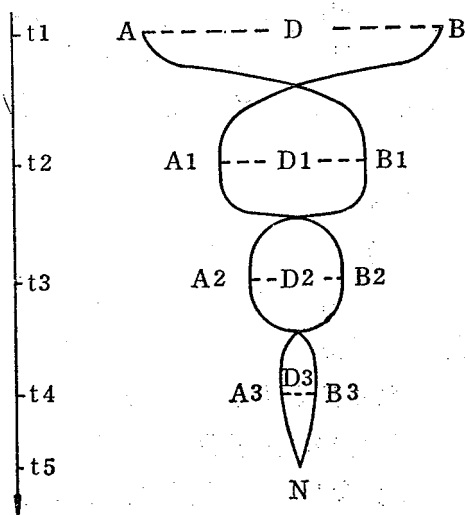 t1 A D B
t2 A1 D1 B1
t3 A2 D2 B2
D3
t4 A3 B3
t5
N